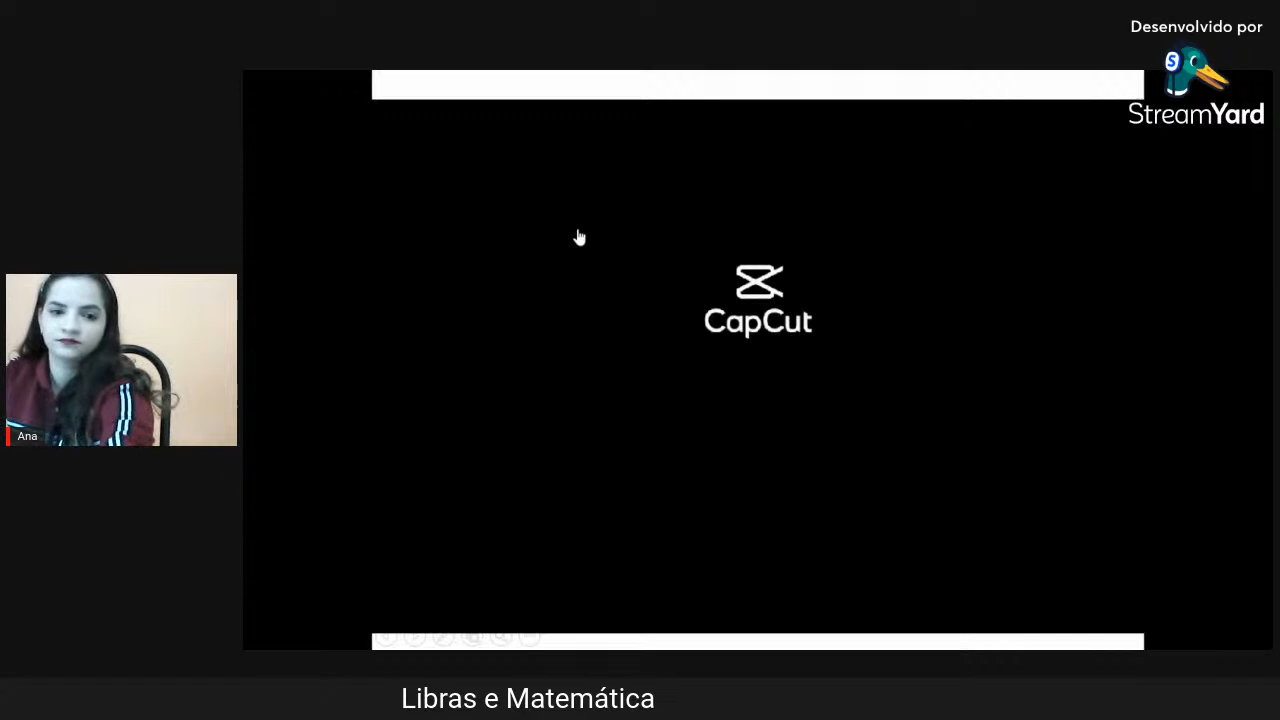 Desenvolvido por
StreamYard
CapCut
Ana
Libras e Matemática